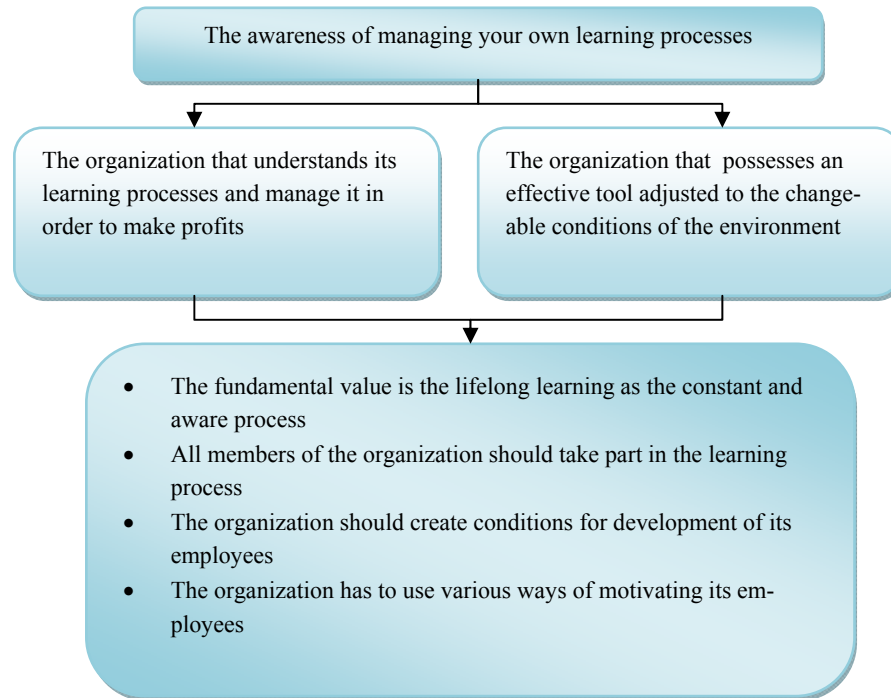 The awareness of managing your own learning processes
The organization that understands its
learning processes and manage it in
order to make profits
The organization that possesses an
effective tool adjusted to the change-
able conditions of the environment
• The fundamental value is the lifelong learning as the constant and
aware process
• All members of the organization should take part in the learning
process
• The organization should create conditions for development of its
employees
• The organization has to use various ways of motivating its em-
ployees